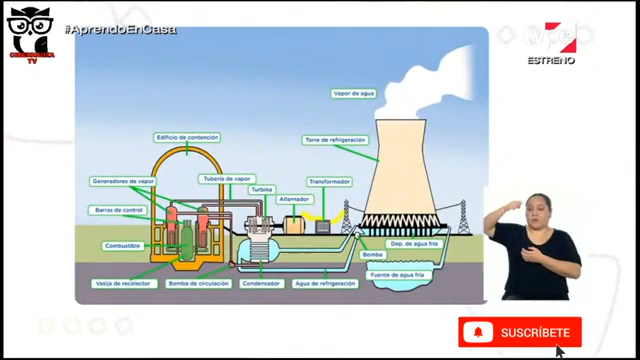 #AprendoEnCasa
TV
ESTRENO
Vapor de agua
Torre de refrigeración
Edificio de contención
Generadores de vapor
Tubería de vapor
Turbina
Transformador
Alternador
Barras de control
Combustible
Dep. de agua fría
Bomba
Fuente de agua fría
Vasija de recolector
Bomba de circulación
Condensador
Agua de refrigeración
SUSCRÍBETE